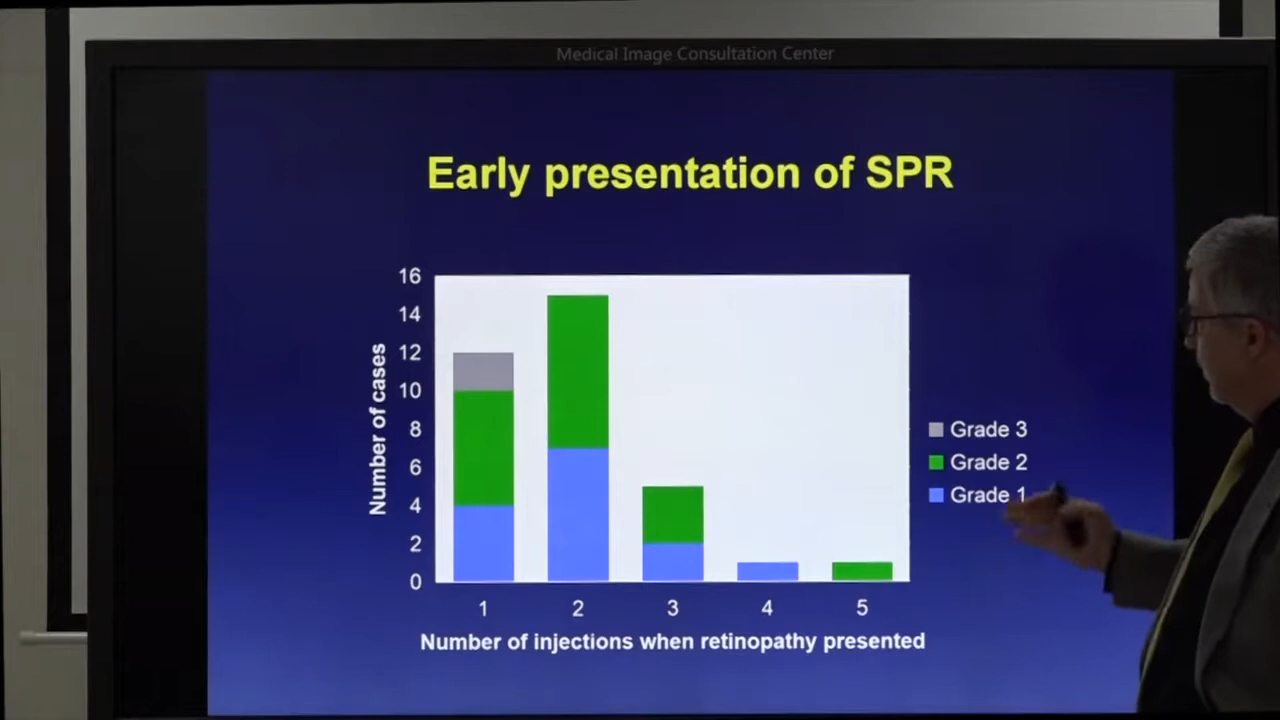 Medical Image Consultation Center
Early presentation of SPR
16
14
12
10
8
6
4
2
0
Number of cases
1 2 3 4 5
Number of injections when retinopathy presented
Grade 3
Grade 2
Grade 1